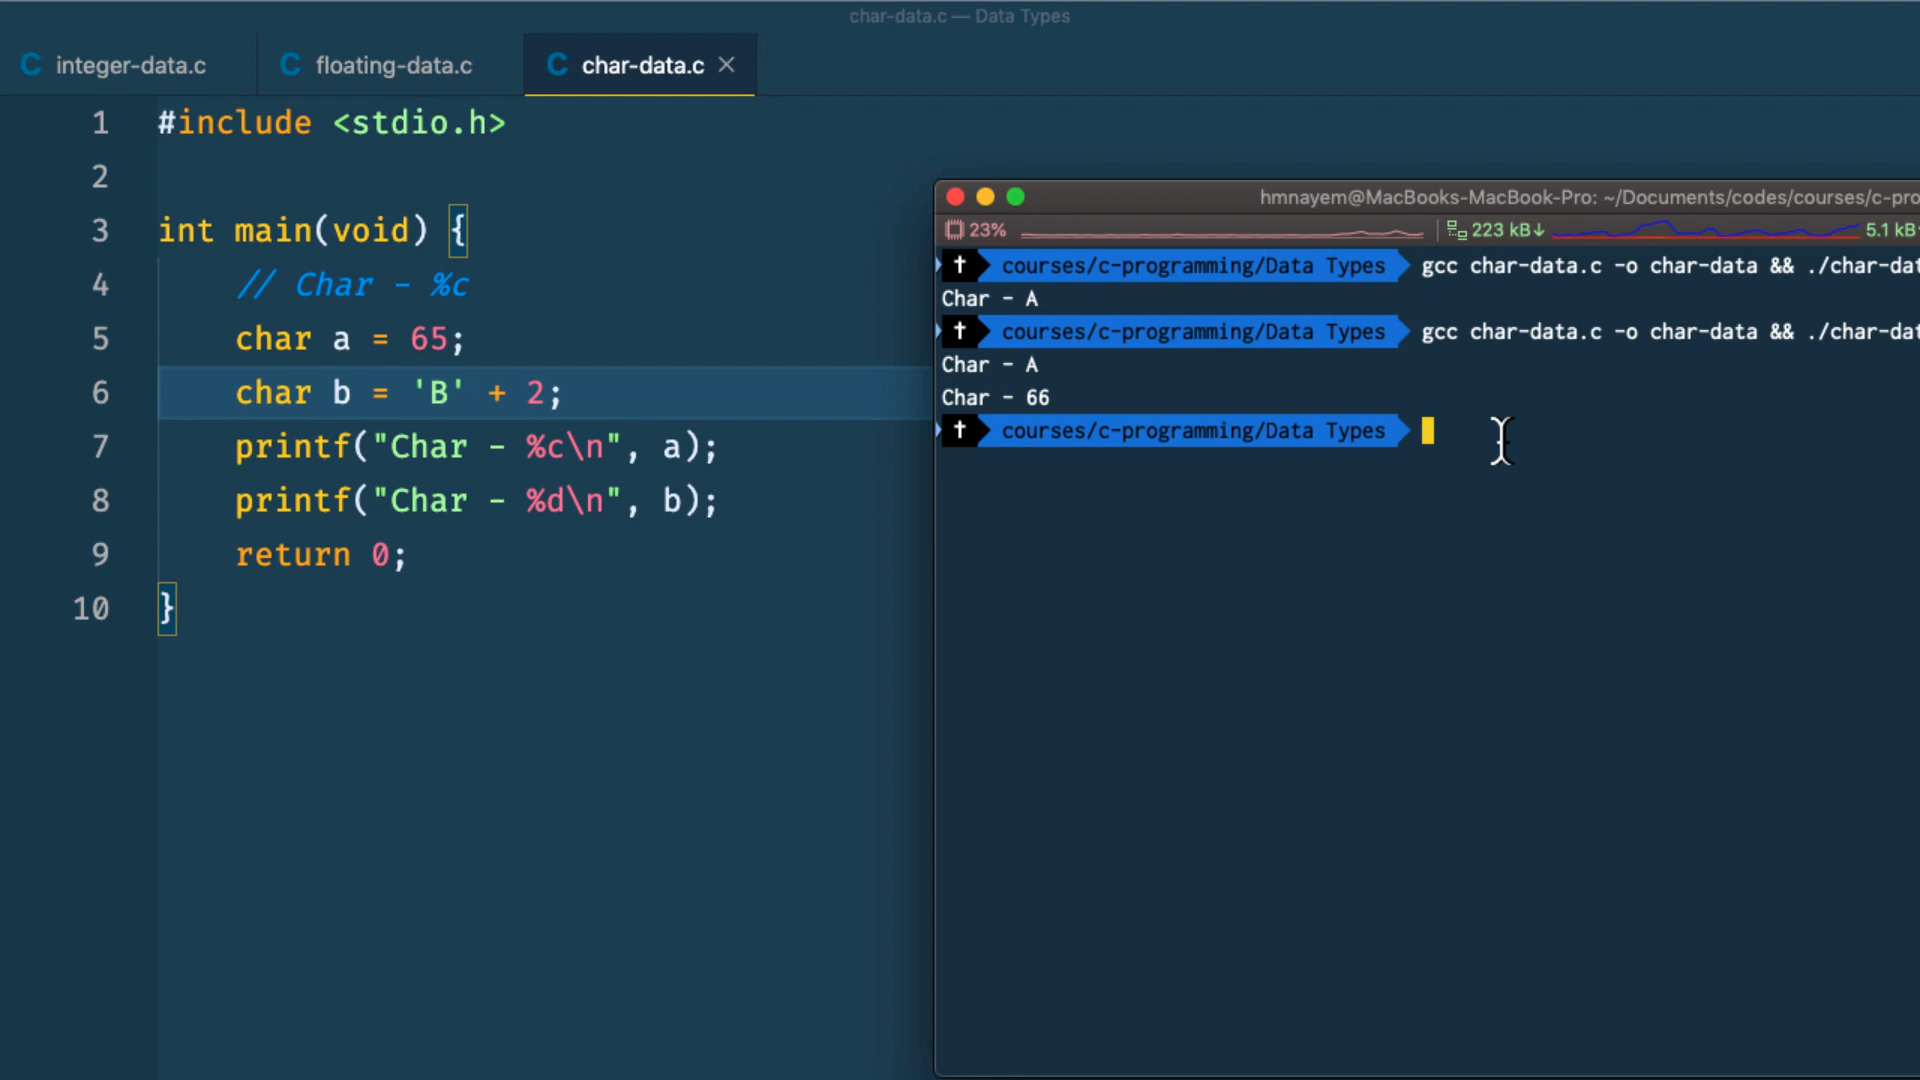 char-data.c — Data Types
integer-data.c
floating-data.c
char-data.c
1 #include <stdio.h>
2
3 int main(void) {
4 // Char - %c
5 char a = 65;
6 char b = 'B' + 2;
7 printf("Char - %c\n", a);
8 printf("Char - %d\n", b);
9 return 0;
10 }
hmnayem@MacBooks-MacBook-Pro: ~/Documents/codes/courses/c-pro
23% 223 kB↓ 5.1 kB
courses/c-programming/Data Types gcc char-data.c -o char-data && ./char-dat
Char - A
courses/c-programming/Data Types gcc char-data.c -o char-data && ./char-dat
Char - A
Char - 66
courses/c-programming/Data Types